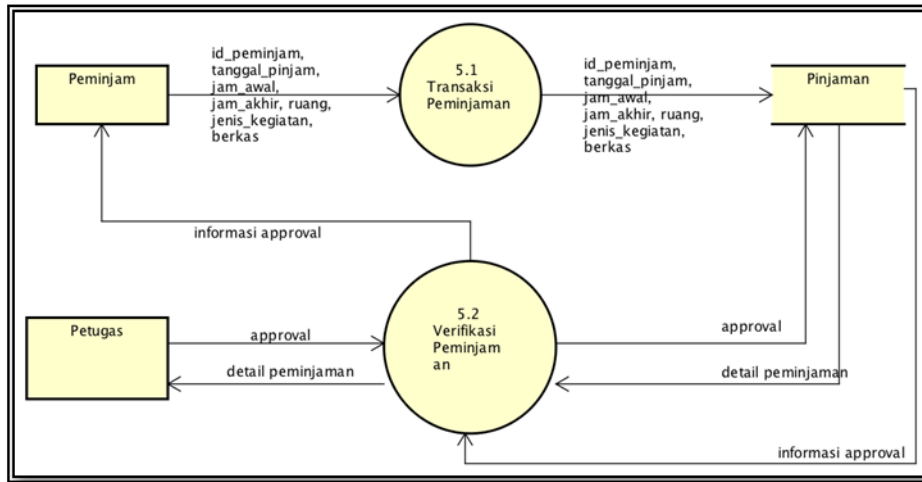 Peminjam
id_peminjam,
tanggal_pinjam,
jam_awal,
jam_akhir, ruang,
jenis_kegiatan,
berkas
5.1
Transaksi
Peminjaman
id_peminjam,
tanggal_pinjam,
jam_awal,
jam_akhir, ruang,
jenis_kegiatan,
berkas
Pinjaman
informasi approval
Petugas
approval
detail peminjaman
5.2
Verifikasi
Peminjam
an
approval
detail peminjaman
informasi approval